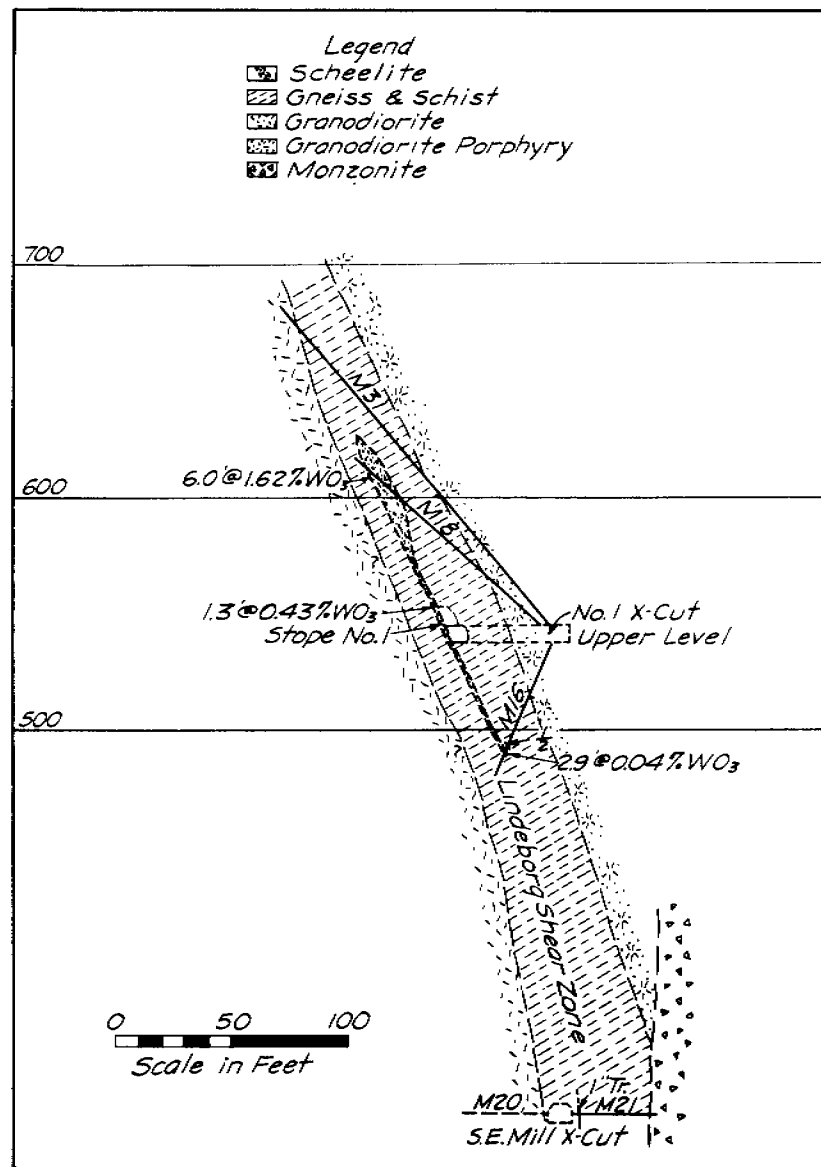 Legend
Scheelite
Gneiss & Schist
Granodiorite
Granodiorite Porphyry
Monzonite
700
M31
6.0'@1.62%WO₃
600
M18
1.3'@0.43%WO₃
Stope No.1
No.1 X-Cut
Upper Level
M16
500
?
?
2.9'@0.04%WO₃
Lindeborg Shear Zone
0 50 100
Scale in Feet
1' Tr.
M20 M21
S.E. Mill X-Cut